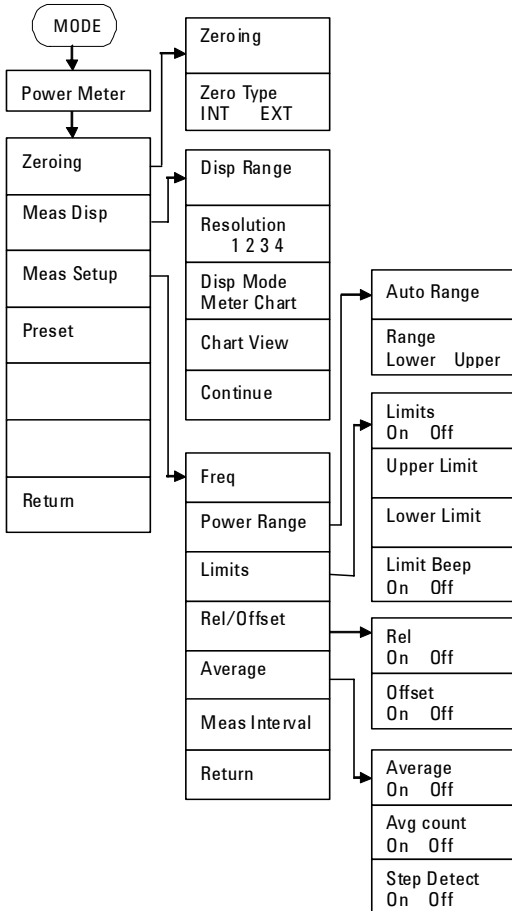 MODE
Power Meter
Zeroing
Meas Disp
Meas Setup
Preset
Return
Zeroing
Zero Type
INT EXT
Disp Range
Resolution
1 2 3 4
Disp Mode
Meter Chart
Chart View
Continue
Freq
Power Range
Limits
Rel/Offset
Average
Meas Interval
Return
Auto Range
Range
Lower Upper
Limits
On Off
Upper Limit
Lower Limit
Limit Beep
On Off
Rel
On Off
Offset
On Off
Average
On Off
Avg count
On Off
Step Detect
On Off